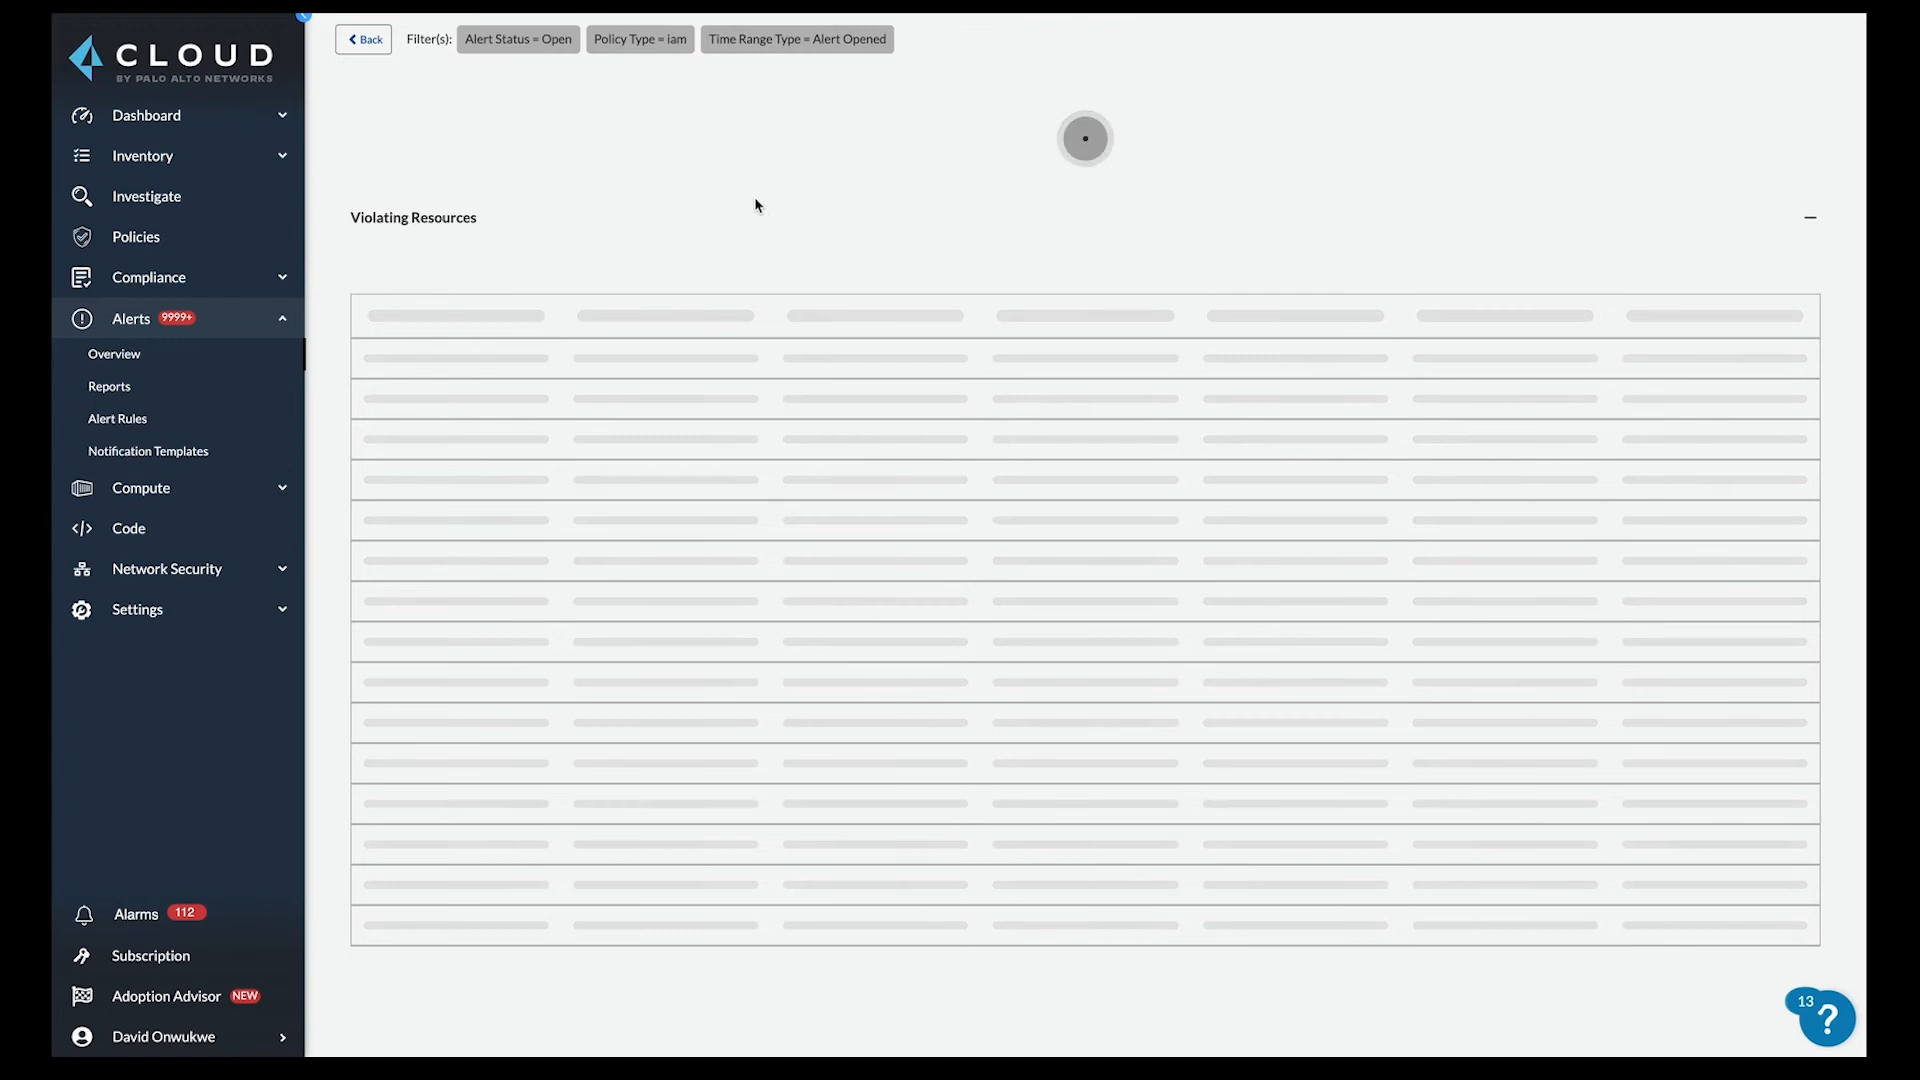 CLOUD
BY PALO ALTO NETWORKS
Dashboard
Inventory
Investigate
Policies
Compliance
Alerts 9999+
Overview
Reports
Alert Rules
Notification Templates
Compute
Code
Network Security
Settings
Alarms 112
Subscription
Adoption Advisor NEW
David Onwukwe
Back Filter(s): Alert Status = Open Policy Type = iam Time Range Type = Alert Opened
Violating Resources
13
?